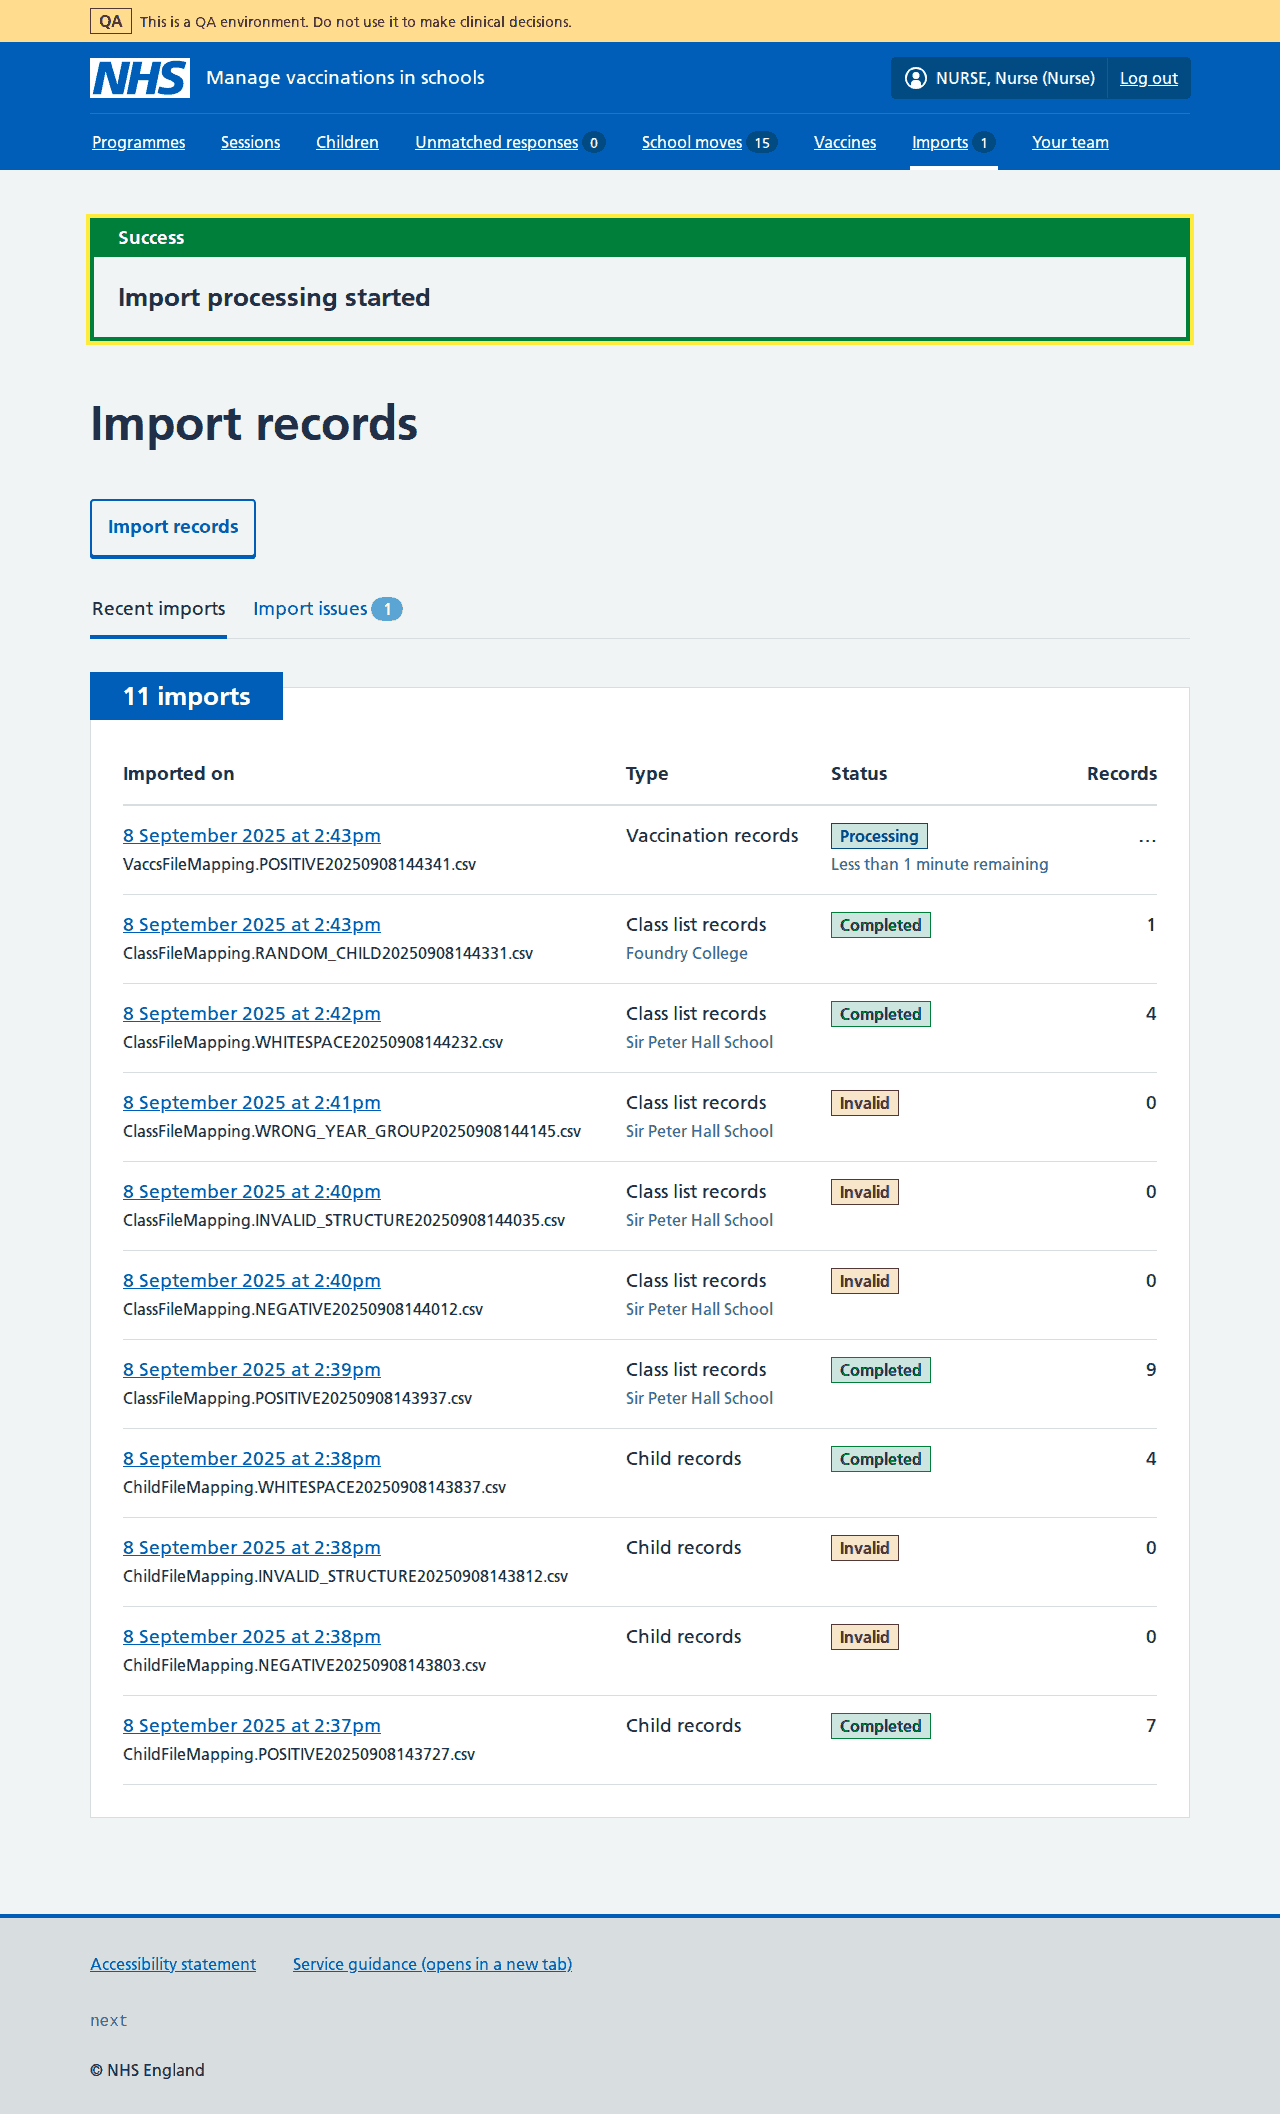 QA This is a QA environment. Do not use it to make clinical decisions.
NHS Manage vaccinations in schools NURSE, Nurse (Nurse) Log out
Programmes Sessions Children Unmatched responses 0 School moves 15 Vaccines Imports 1 Your team
Success
Import processing started
Import records
Import records
Recent imports Import issues 1
11 imports
Imported on Type Status Records
8 September 2025 at 2:43pm Vaccination records Processing ...
VaccsFileMapping.POSITIVE20250908144341.csv Less than 1 minute remaining
8 September 2025 at 2:43pm Class list records Completed 1
ClassFileMapping.RANDOM_CHILD20250908144331.csv Foundry College
8 September 2025 at 2:42pm Class list records Completed 4
ClassFileMapping.WHITESPACE20250908144232.csv Sir Peter Hall School
8 September 2025 at 2:41pm Class list records Invalid 0
ClassFileMapping.WRONG_YEAR_GROUP20250908144145.csv Sir Peter Hall School
8 September 2025 at 2:40pm Class list records Invalid 0
ClassFileMapping.INVALID_STRUCTURE20250908144035.csv Sir Peter Hall School
8 September 2025 at 2:40pm Class list records Invalid 0
ClassFileMapping.NEGATIVE20250908144012.csv Sir Peter Hall School
8 September 2025 at 2:39pm Class list records Completed 9
ClassFileMapping.POSITIVE20250908143937.csv Sir Peter Hall School
8 September 2025 at 2:38pm Child records Completed 4
ChildFileMapping.WHITESPACE20250908143837.csv
8 September 2025 at 2:38pm Child records Invalid 0
ChildFileMapping.INVALID_STRUCTURE20250908143812.csv
8 September 2025 at 2:38pm Child records Invalid 0
ChildFileMapping.NEGATIVE20250908143803.csv
8 September 2025 at 2:37pm Child records Completed 7
ChildFileMapping.POSITIVE20250908143727.csv
Accessibility statement Service guidance (opens in a new tab)
next
© NHS England